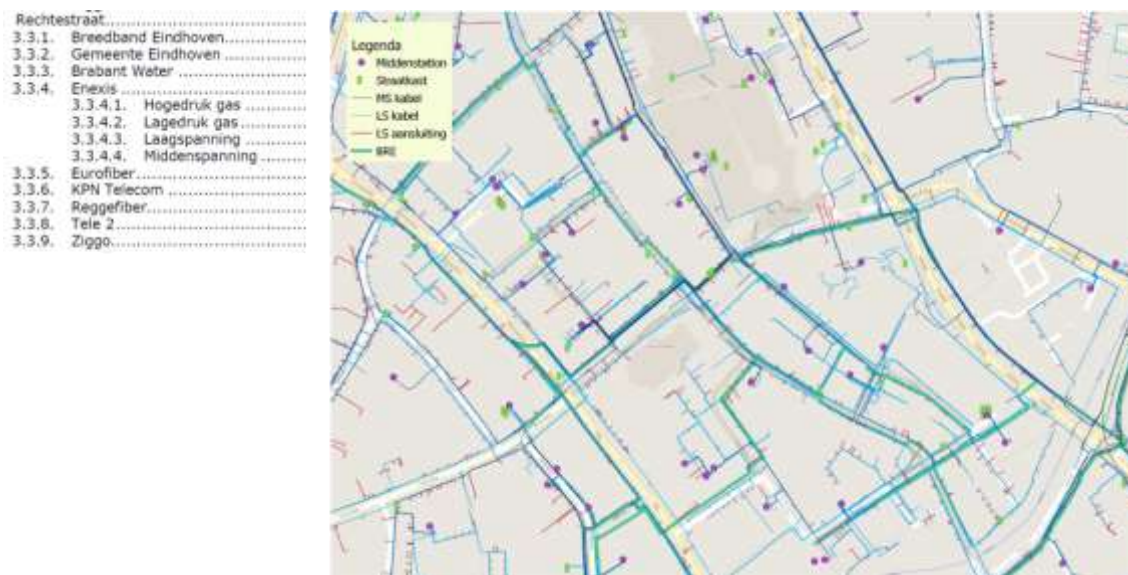 Rechtestraat
3.3.1. Breedband Eindhoven
3.3.2. Gemeente Eindhoven
3.3.3. Brabant Water
3.3.4. Enexis
3.3.4.1. Hogedruk gas
3.3.4.2. Lagedruk gas
3.3.4.3. Laagspanning
3.3.4.4. Middenspanning
3.3.5. Eurofiber
3.3.6. KPN Telecom
3.3.7. Reggefiber
3.3.8. Tele 2
3.3.9. Ziggo
Legenda
Middenstation
Straatkast
MS kabel
LS kabel
LS aansluiting
BRE